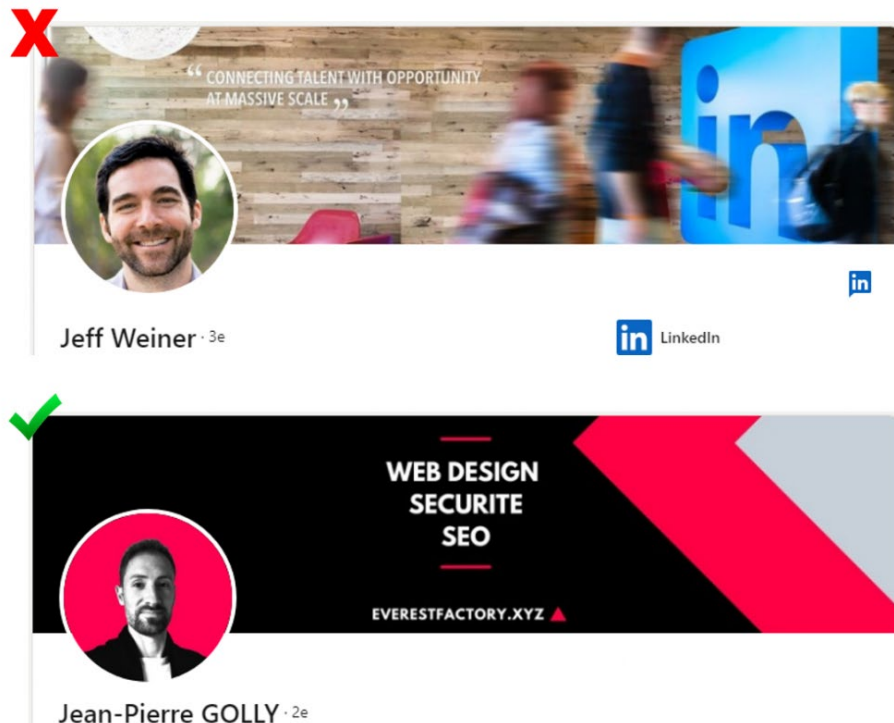 X
“ CONNECTING TALENT WITH OPPORTUNITY
AT MASSIVE SCALE ”
in
in
Jeff Weiner · 3e
in LinkedIn
WEB DESIGN
SECURITE
SEO
EVERESTFACTORY.XYZ
Jean-Pierre GOLLY · 2e